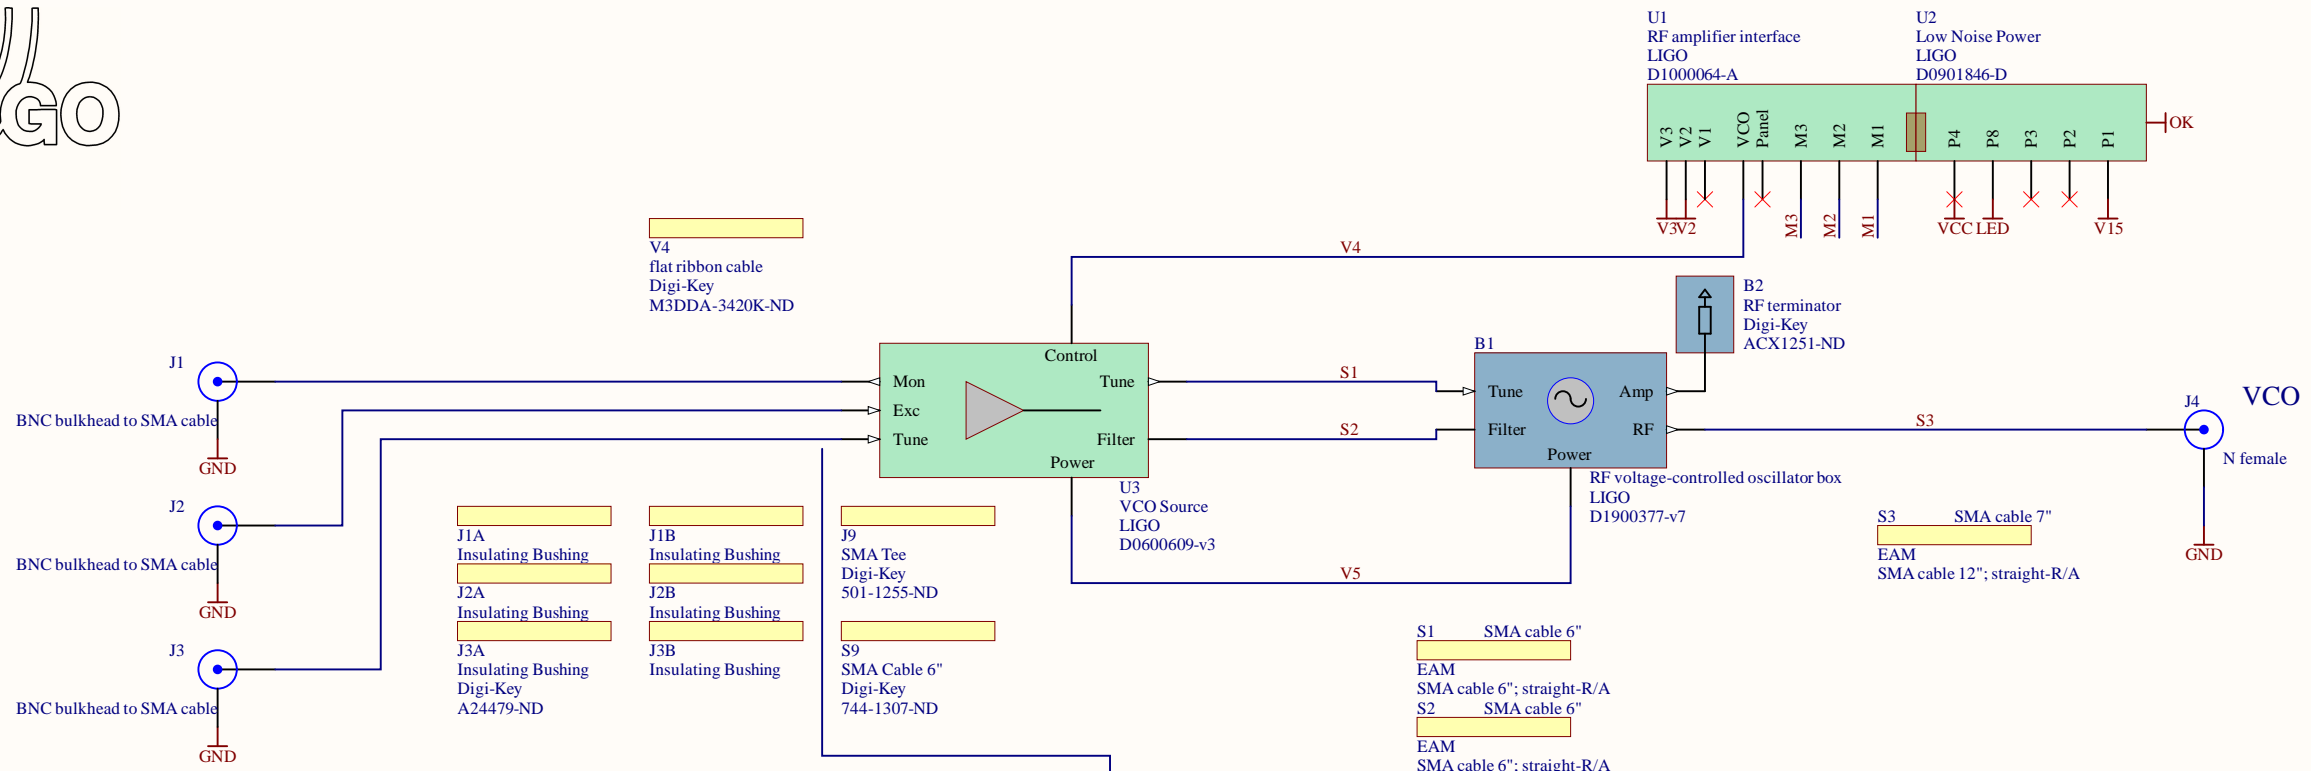 GO
U1
RF amplifier interface
LIGO
D1000064-A
U2
Low Noise Power
LIGO
D0901846-D
V3
V2
V1
VCO
Panel
M3
M2
M1
P4
P8
P3
P2
P1
OK
V3
V2
M3
M2
M1
VCC
LED
V15
V4
flat ribbon cable
Digi-Key
M3DDA-3420K-ND
V4
B2
RF terminator
Digi-Key
ACX1251-ND
J1
BNC bulkhead to SMA cable
GND
J2
BNC bulkhead to SMA cable
GND
J3
BNC bulkhead to SMA cable
GND
Control
Mon
Exc
Tune
Tune
Filter
Power
U3
VCO Source
LIGO
D0600609-v3
S1
S2
V5
B1
Tune
Filter
Amp
RF
Power
RF voltage-controlled oscillator box
LIGO
D1900377-v7
S3
J4
VCO
N female
GND
J1A
Insulating Bushing
J2A
Insulating Bushing
J3A
Insulating Bushing
Digi-Key
A24479-ND
J1B
Insulating Bushing
J2B
Insulating Bushing
J3B
Insulating Bushing
J9
SMA Tee
Digi-Key
501-1255-ND
S9
SMA Cable 6"
Digi-Key
744-1307-ND
S3 SMA cable 7"
EAM
SMA cable 12"; straight-R/A
S1 SMA cable 6"
EAM
SMA cable 6"; straight-R/A
S2 SMA cable 6"
EAM
SMA cable 6"; straight-R/A